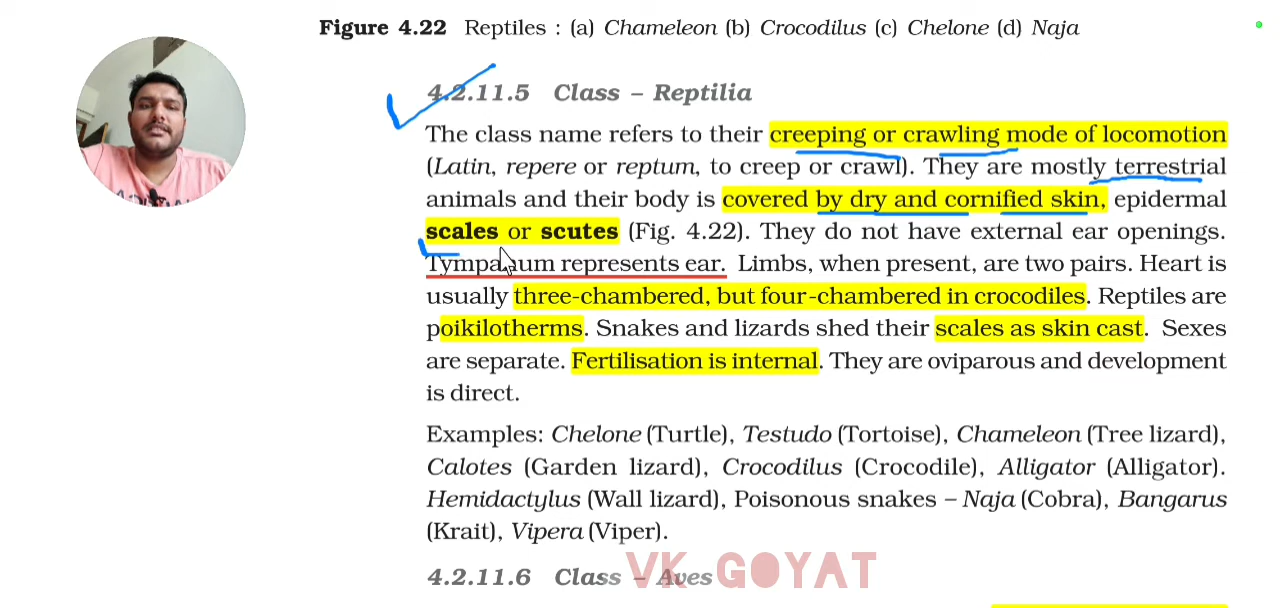 Figure 4.22 Reptiles : (a) Chameleon (b) Crocodilus (c) Chelone (d) Naja
4.2.11.5 Class – Reptilia
The class name refers to their creeping or crawling mode of locomotion
(Latin, repere or reptum, to creep or crawl). They are mostly terrestrial
animals and their body is covered by dry and cornified skin, epidermal
scales or scutes (Fig. 4.22). They do not have external ear openings.
Tympanum represents ear. Limbs, when present, are two pairs. Heart is
usually three-chambered, but four-chambered in crocodiles. Reptiles are
poikilotherms. Snakes and lizards shed their scales as skin cast. Sexes
are separate. Fertilisation is internal. They are oviparous and development
is direct.
Examples: Chelone (Turtle), Testudo (Tortoise), Chameleon (Tree lizard),
Calotes (Garden lizard), Crocodilus (Crocodile), Alligator (Alligator).
Hemidactylus (Wall lizard), Poisonous snakes – Naja (Cobra), Bangarus
(Krait), Vipera (Viper).
VK GOYAT
4.2.11.6 Class – Aves